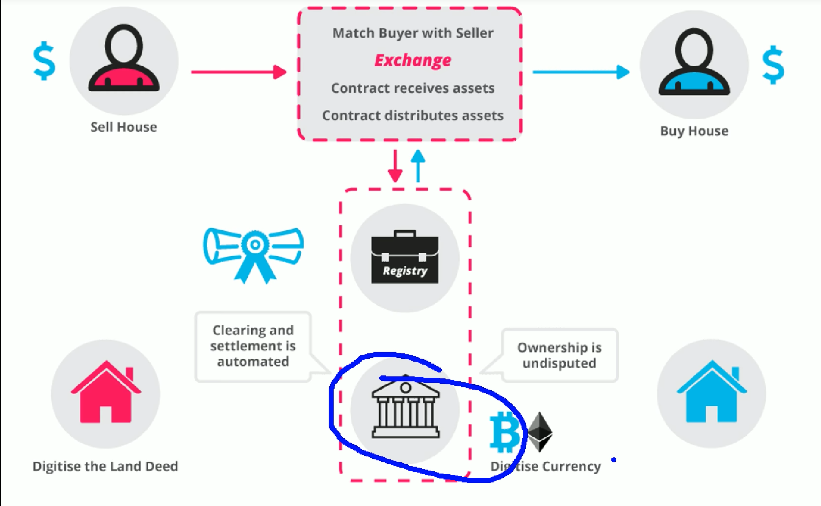 Match Buyer with Seller
Exchange
Contract receives assets
Contract distributes assets
$
$
Sell House
Buy House
Registry
Clearing and
settlement is
automated
Ownership is
undisputed
Digitise the Land Deed
Digitise Currency